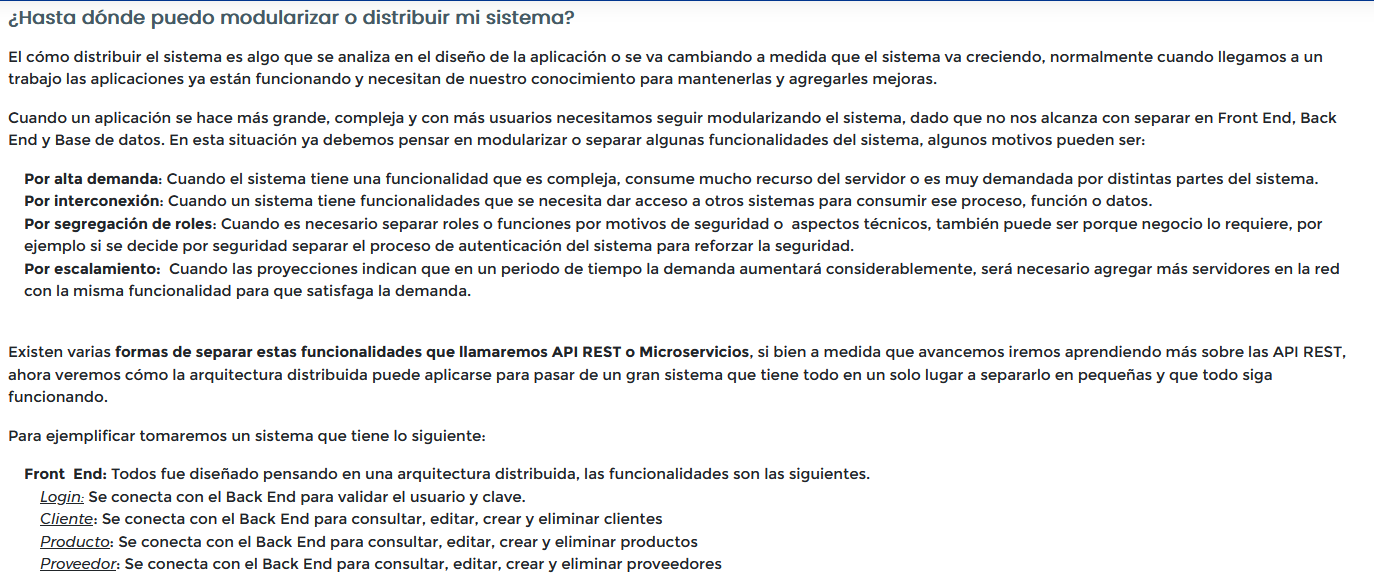 ¿Hasta dónde puedo modularizar o distribuir mi sistema?
El cómo distribuir el sistema es algo que se analiza en el diseño de la aplicación o se va cambiando a medida que el sistema va creciendo, normalmente cuando llegamos a un
trabajo las aplicaciones ya están funcionando y necesitan de nuestro conocimiento para mantenerlas y agregarles mejoras.
Cuando un aplicación se hace más grande, compleja y con más usuarios necesitamos seguir modularizando el sistema, dado que no nos alcanza con separar en Front End, Back
End y Base de datos. En esta situación ya debemos pensar en modularizar o separar algunas funcionalidades del sistema, algunos motivos pueden ser:
Por alta demanda: Cuando el sistema tiene una funcionalidad que es compleja, consume mucho recurso del servidor o es muy demandada por distintas partes del sistema.
Por interconexión: Cuando un sistema tiene funcionalidades que se necesita dar acceso a otros sistemas para consumir ese proceso, función o datos.
Por segregación de roles: Cuando es necesario separar roles o funciones por motivos de seguridad o  aspectos técnicos, también puede ser porque negocio lo requiere, por
ejemplo si se decide por seguridad separar el proceso de autenticación del sistema para reforzar la seguridad.
Por escalamiento:  Cuando las proyecciones indican que en un periodo de tiempo la demanda aumentará considerablemente, será necesario agregar más servidores en la red
con la misma funcionalidad para que satisfaga la demanda.
Existen varias formas de separar estas funcionalidades que llamaremos API REST o Microservicios, si bien a medida que avancemos iremos aprendiendo más sobre las API REST,
ahora veremos cómo la arquitectura distribuida puede aplicarse para pasar de un gran sistema que tiene todo en un solo lugar a separarlo en pequeñas y que todo siga
funcionando.
Para ejemplificar tomaremos un sistema que tiene lo siguiente:
Front  End: Todos fue diseñado pensando en una arquitectura distribuida, las funcionalidades son las siguientes.
Login: Se conecta con el Back End para validar el usuario y clave.
Cliente: Se conecta con el Back End para consultar, editar, crear y eliminar clientes
Producto: Se conecta con el Back End para consultar, editar, crear y eliminar productos
Proveedor: Se conecta con el Back End para consultar, editar, crear y eliminar proveedores